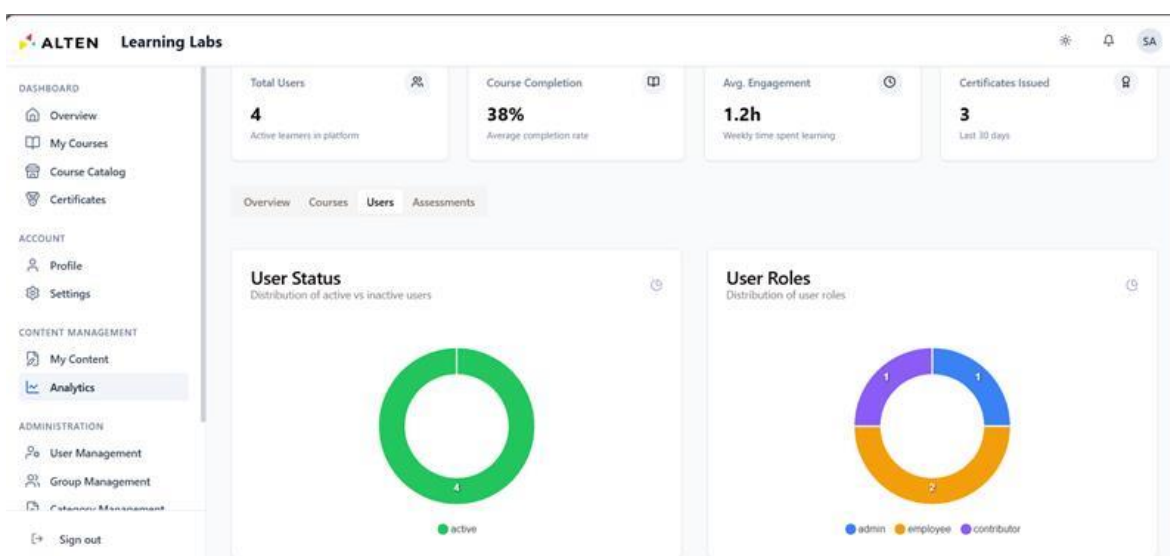 ALTEN Learning Labs SA
DASHBOARD
Overview
My Courses
Course Catalog
Certificates
ACCOUNT
Profile
Settings
CONTENT MANAGEMENT
My Content
Analytics
ADMINISTRATION
User Management
Group Management
Category Management
Sign out
Total Users
4
Active learners in platform
Course Completion
38%
Average completion rate
Avg. Engagement
1.2h
Weekly time spent learning
Certificates Issued
3
Last 30 days
Overview Courses Users Assessments
User Status
Distribution of active vs inactive users
4
active
User Roles
Distribution of user roles
1 1
2
admin employee contributor